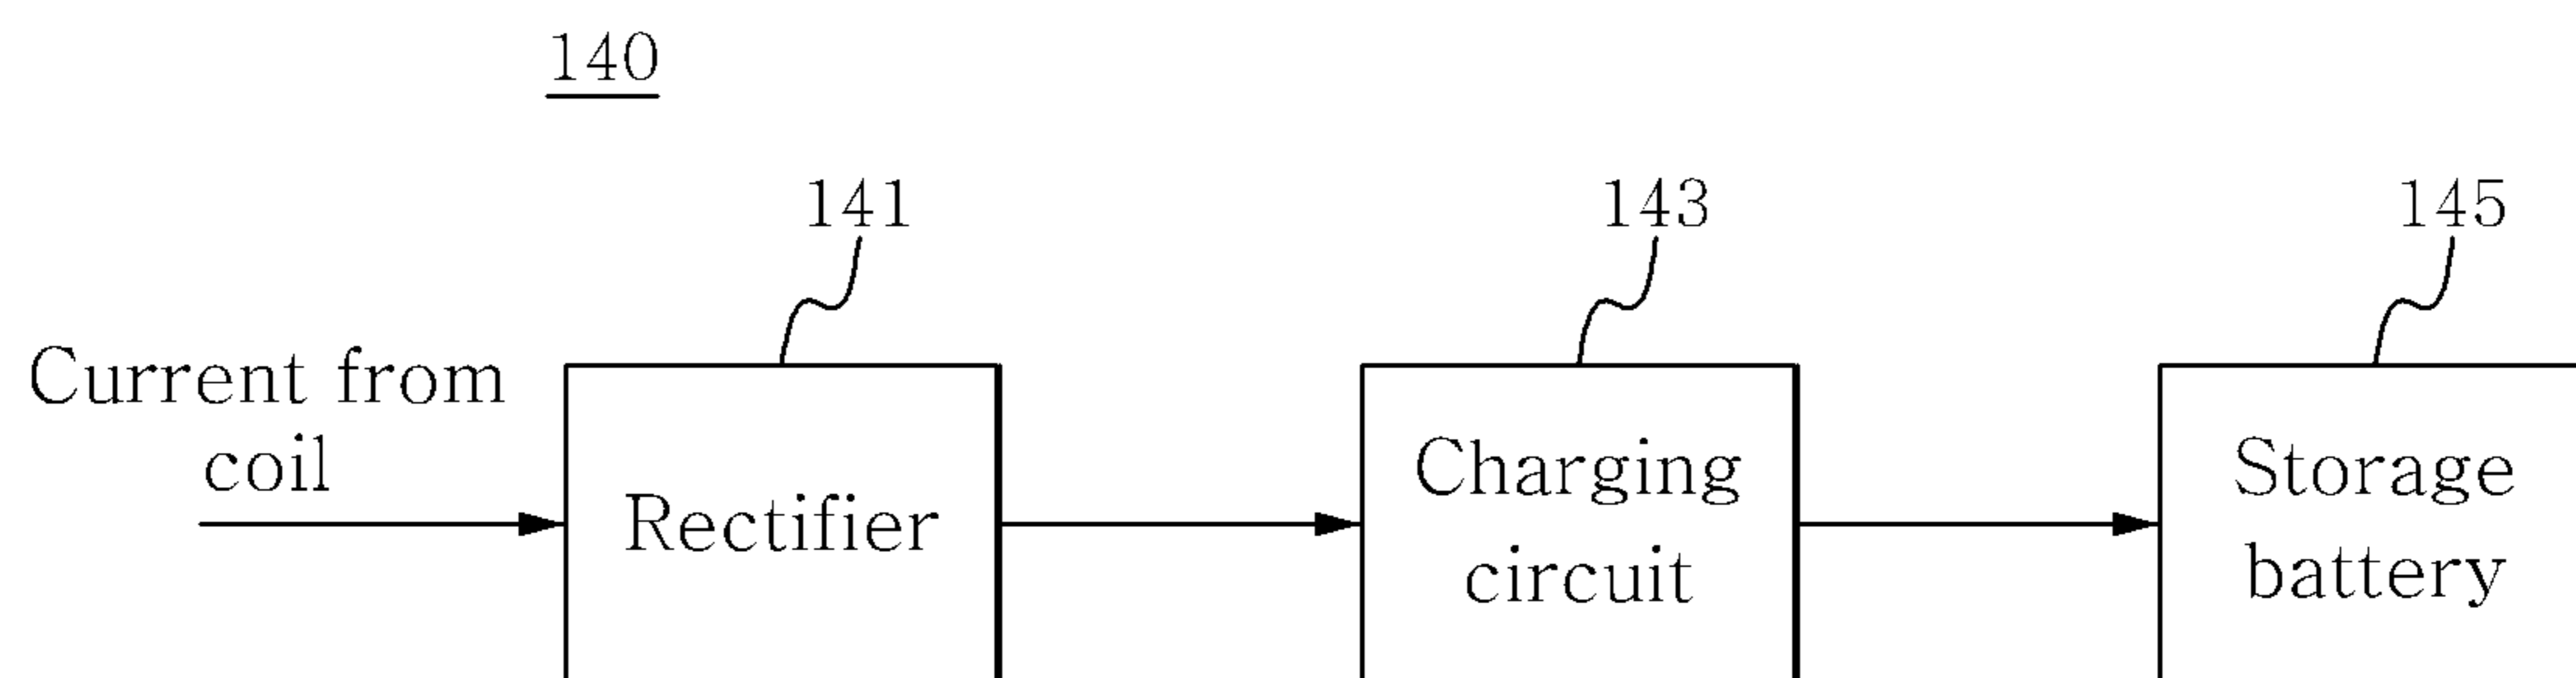 140
141
143
145
Current from
coil
Rectifier
Charging
circuit
Storage
battery